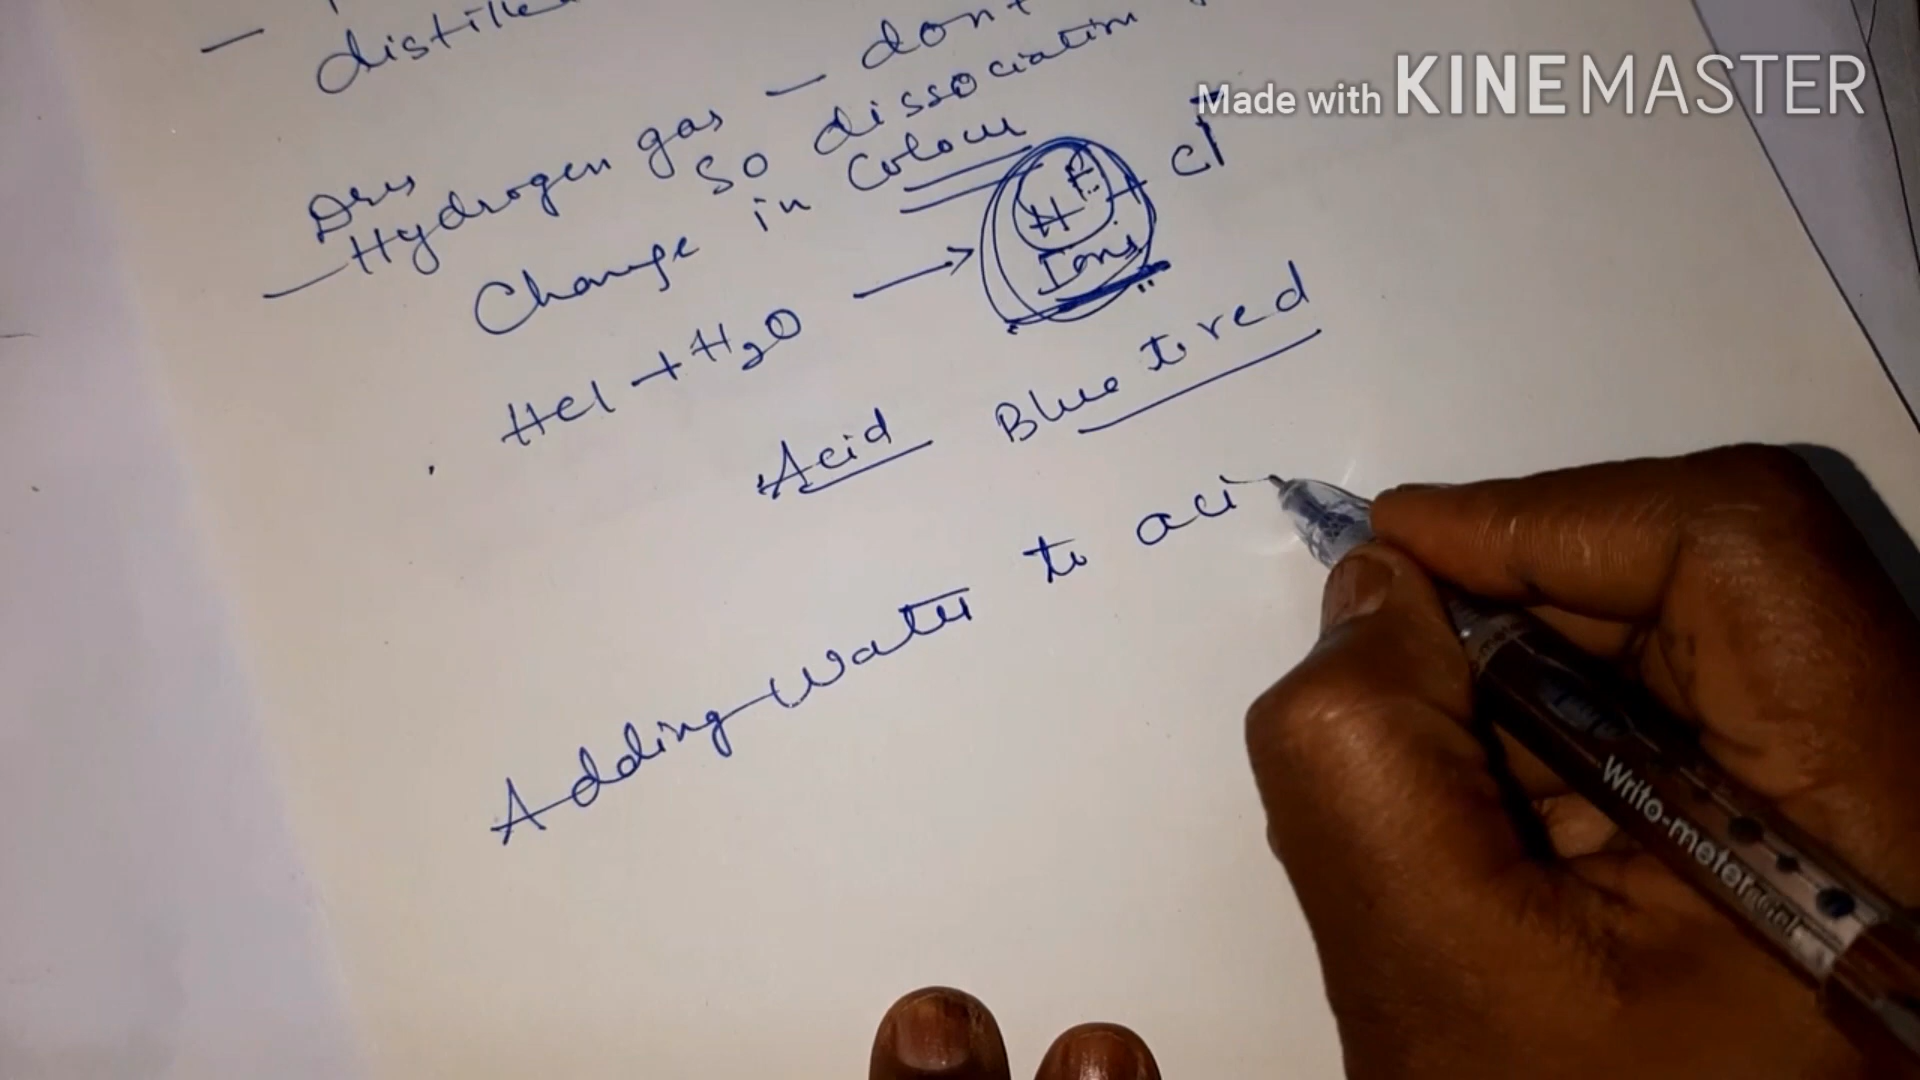 Made with KINEMASTER
— distille
Dry
— Hydrogen gas — don't
so dissociation
Change in Colour
HCl + H2O → H+ Ions + Cl-
Acid Blue to red
Adding water to aci
Writo-meter